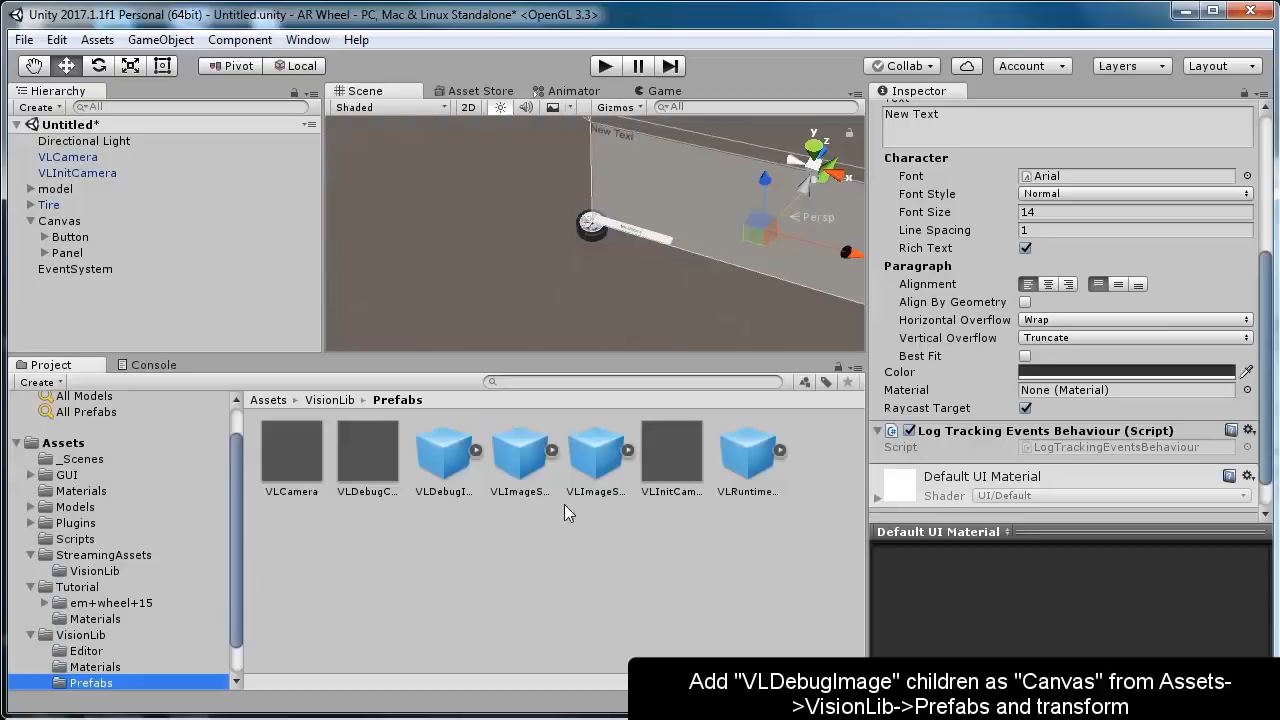 Unity 2017.1.1f1 Personal (64bit) - Untitled.unity - AR Wheel - PC, Mac & Linux Standalone* <OpenGL 3.3>
File Edit Assets GameObject Component Window Help
Pivot Local Collab Account Layers Layout
Hierarchy Scene Asset Store Animator Game Inspector
Create All Shaded 2D Gizmos All
Text
New Text
Untitled*
Directional Light
VLCamera
VLInitCamera
model
Tire
Canvas
Button
Panel
EventSystem
New Text
y
z
x
Persp
Character
Font Arial
Font Style Normal
Font Size 14
Line Spacing 1
Rich Text
Paragraph
Alignment
Align By Geometry
Horizontal Overflow Wrap
Vertical Overflow Truncate
Best Fit
Color
Material None (Material)
Raycast Target
Log Tracking Events Behaviour (Script)
Script LogTrackingEventsBehaviour
Default UI Material
Shader UI/Default
Default UI Material
Project Console
Create
All Models
All Prefabs
Assets
_Scenes
GUI
Materials
Models
Plugins
Scripts
StreamingAssets
VisionLib
Tutorial
em+wheel+15
Materials
VisionLib
Editor
Materials
Prefabs
Assets VisionLib Prefabs
VLCamera VLDebugC... VLDebugI... VLImageS... VLImageS... VLInitCam... VLRuntime...
Add "VLDebugImage" children as "Canvas" from Assets-
>VisionLib->Prefabs and transform